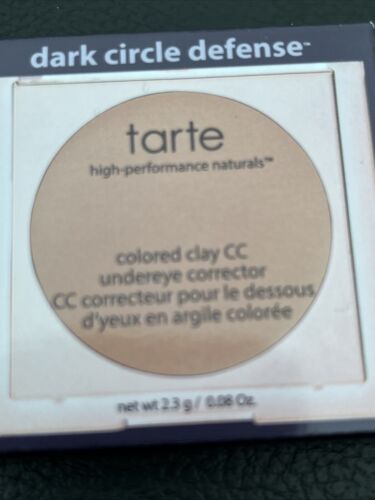 dark circle defense™
tarte
high-performance naturals™
colored clay CC
undereye corrector
CC correcteur pour le dessous
d'yeux en argile colorée
net wt 2.3 g / 0.08 Oz.